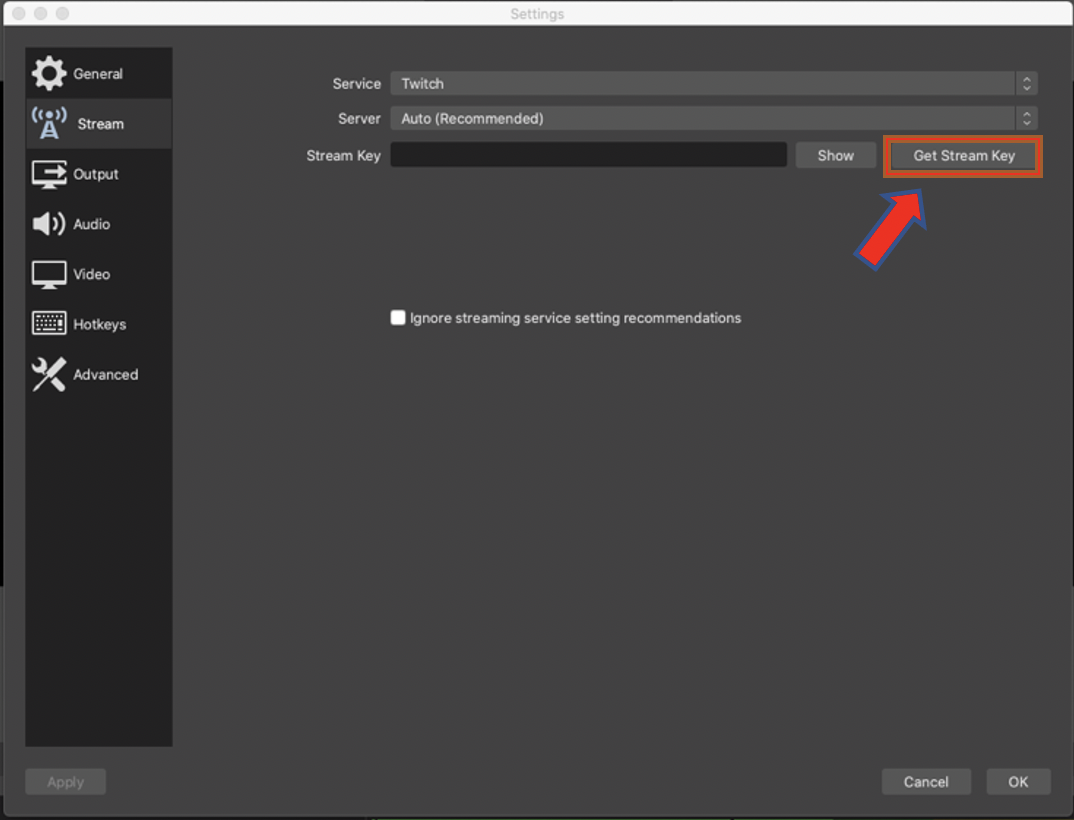 Settings
General
Stream
Output
Audio
Video
Hotkeys
Advanced
Service Twitch
Server Auto (Recommended)
Stream Key Show Get Stream Key
Ignore streaming service setting recommendations
Apply Cancel OK